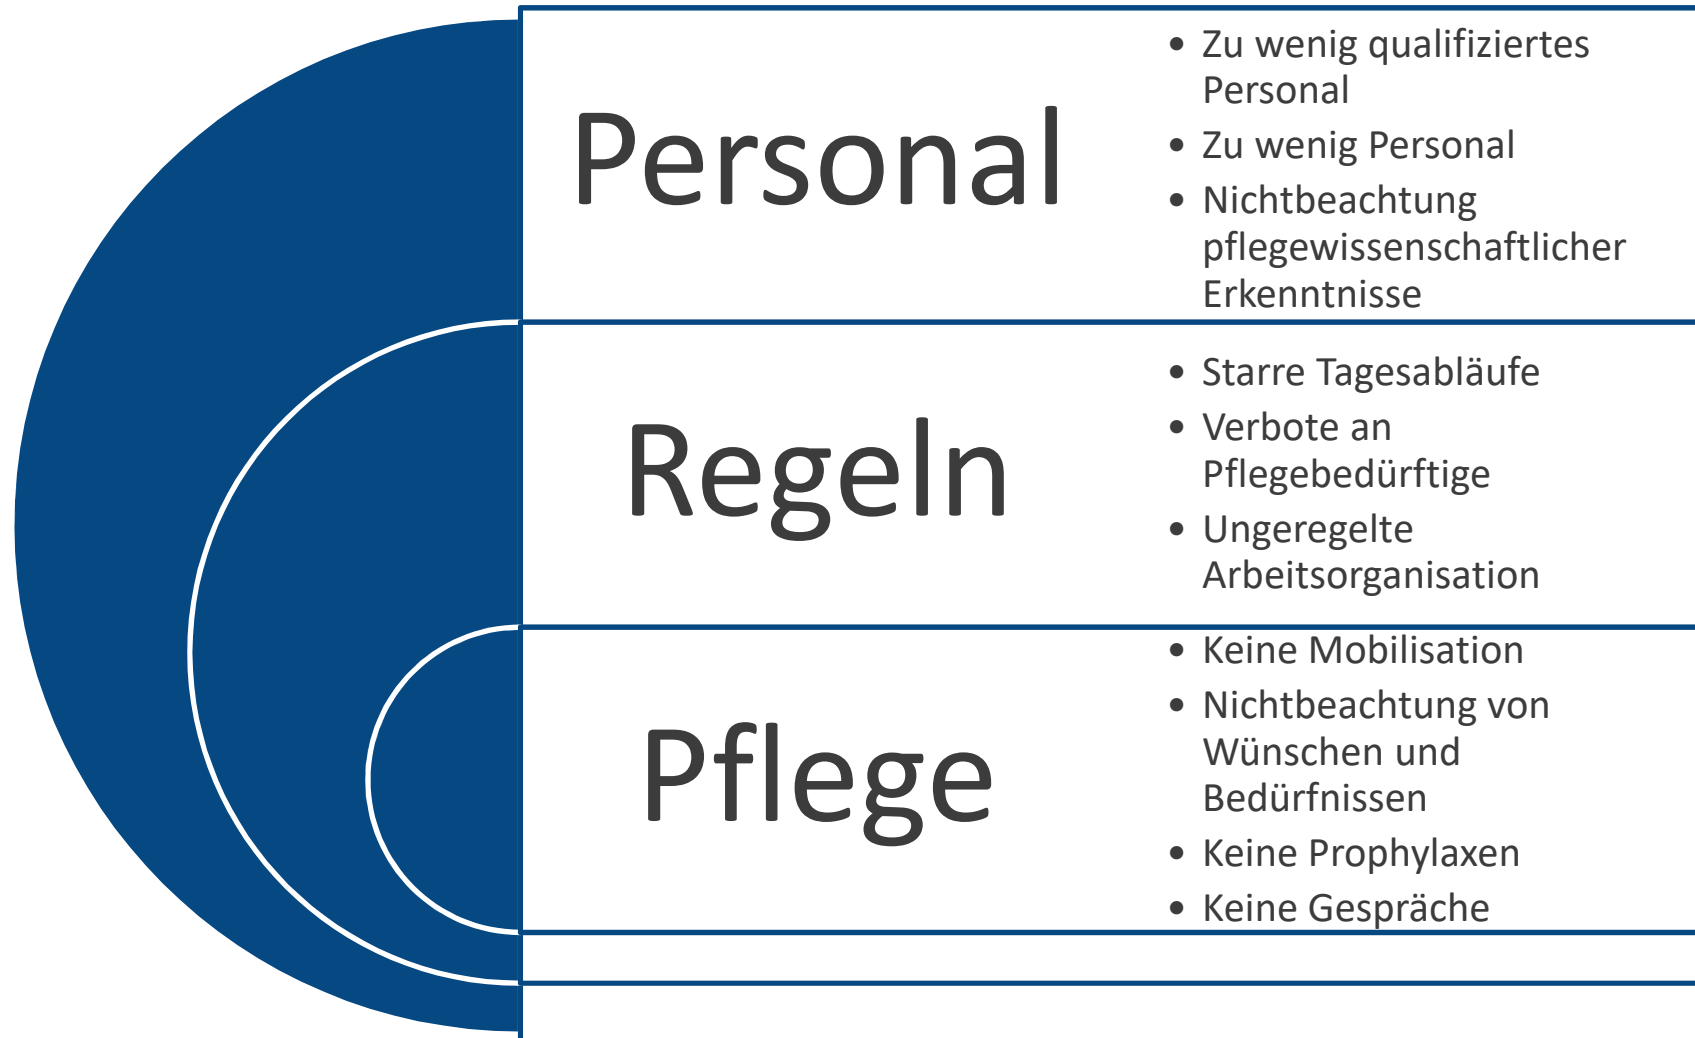 Personal
• Zu wenig qualifiziertes
Personal
• Zu wenig Personal
• Nichtbeachtung
pflegewissenschaftlicher
Erkenntnisse
Regeln
• Starre Tagesabläufe
• Verbote an
Pflegebedürftige
• Ungeregelte
Arbeitsorganisation
Pflege
• Keine Mobilisation
• Nichtbeachtung von
Wünschen und
Bedürfnissen
• Keine Prophylaxen
• Keine Gespräche